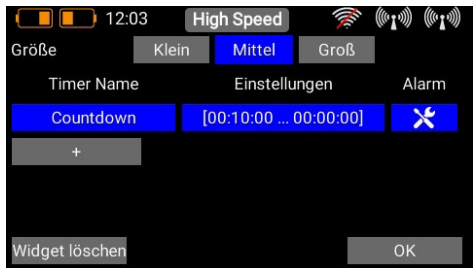 12:03 High Speed
Größe Klein Mittel Groß
Timer Name Einstellungen Alarm
Countdown [00:10:00 ... 00:00:00]
+
Widget löschen OK